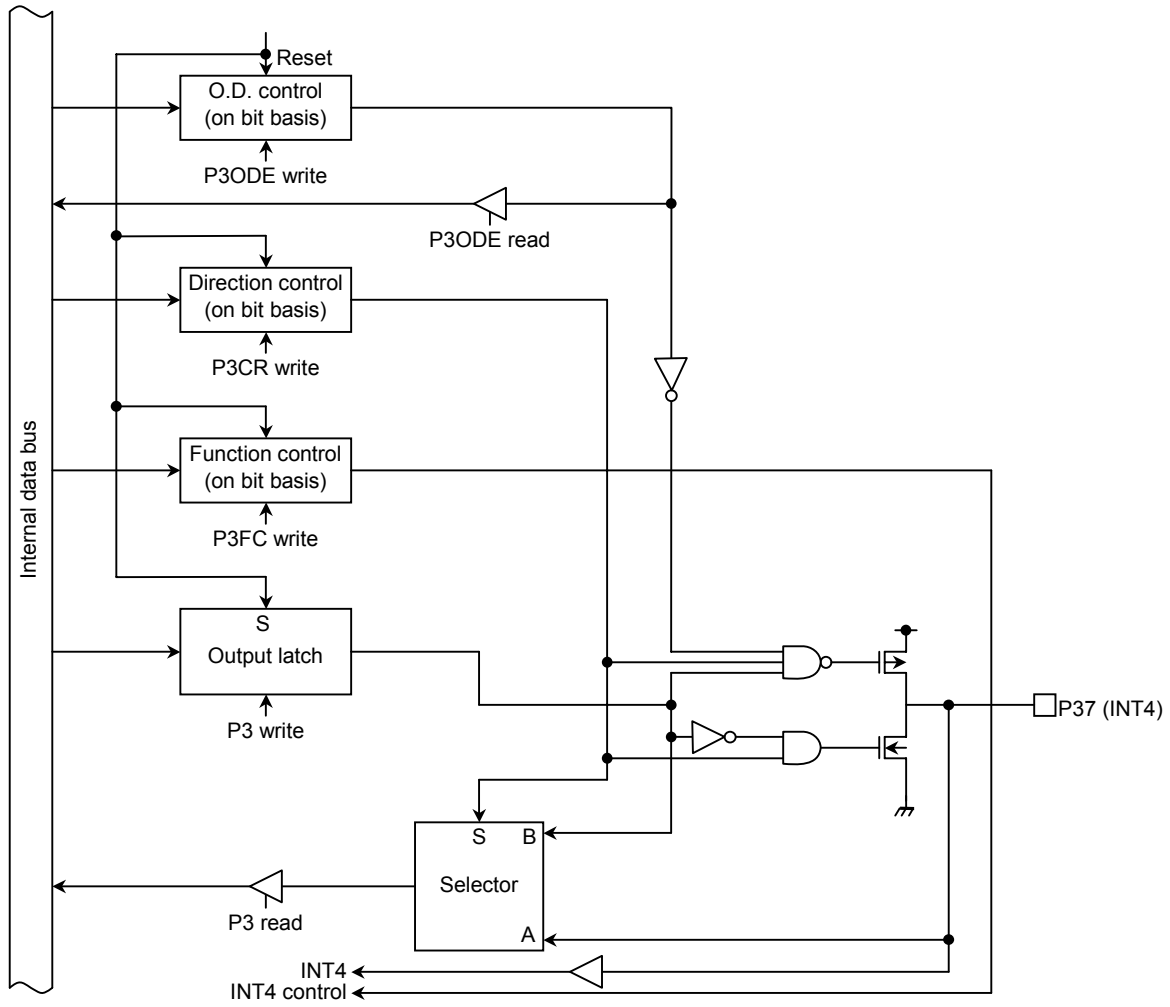 Reset
O.D. control
(on bit basis)
P3ODE write
P3ODE read
Direction control
(on bit basis)
P3CR write
Internal data bus
Function control
(on bit basis)
P3FC write
S
Output latch
P3 write
P37 (INT4)
S B
Selector
A
P3 read
INT4
INT4 control